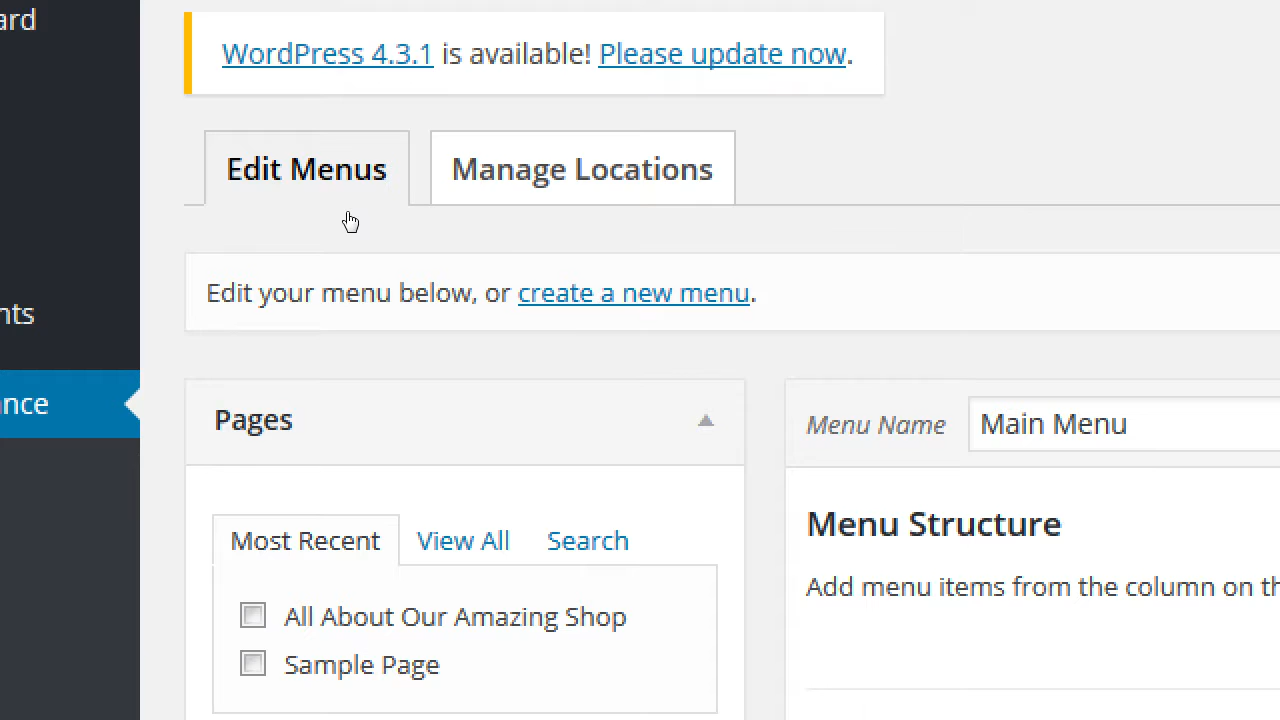 ard
WordPress 4.3.1 is available! Please update now.
Edit Menus
Manage Locations
Edit your menu below, or create a new menu.
nts
ance
Pages
Menu Name
Main Menu
Most Recent
View All
Search
All About Our Amazing Shop
Sample Page
Menu Structure
Add menu items from the column on th